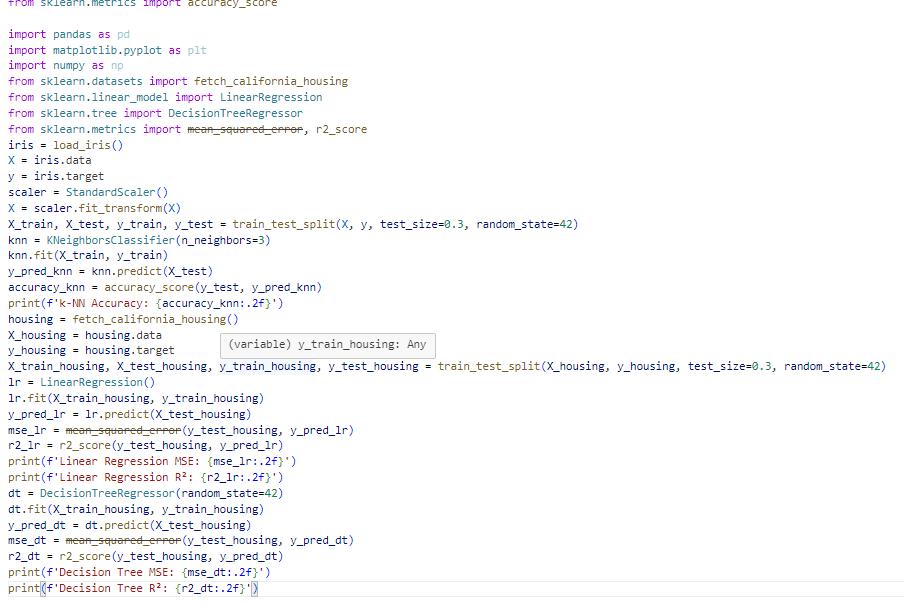 from sklearn.metrics import accuracy_score
import pandas as pd
import matplotlib.pyplot as plt
import numpy as np
from sklearn.datasets import fetch_california_housing
from sklearn.linear_model import LinearRegression
from sklearn.tree import DecisionTreeRegressor
from sklearn.metrics import mean_squared_error, r2_score
iris = load_iris()
X = iris.data
y = iris.target
scaler = StandardScaler()
X = scaler.fit_transform(X)
X_train, X_test, y_train, y_test = train_test_split(X, y, test_size=0.3, random_state=42)
knn = KNeighborsClassifier(n_neighbors=3)
knn.fit(X_train, y_train)
y_pred_knn = knn.predict(X_test)
accuracy_knn = accuracy_score(y_test, y_pred_knn)
print(f'k-NN Accuracy: {accuracy_knn:.2f}')
housing = fetch_california_housing()
X_housing = housing.data
(variable) y_train_housing: Any
y_housing = housing.target
X_train_housing, X_test_housing, y_train_housing, y_test_housing = train_test_split(X_housing, y_housing, test_size=0.3, random_state=42)
lr = LinearRegression()
lr.fit(X_train_housing, y_train_housing)
y_pred_lr = lr.predict(X_test_housing)
mse_lr = mean_squared_error(y_test_housing, y_pred_lr)
r2_lr = r2_score(y_test_housing, y_pred_lr)
print(f'Linear Regression MSE: {mse_lr:.2f}')
print(f'Linear Regression R²: {r2_lr:.2f}')
dt = DecisionTreeRegressor(random_state=42)
dt.fit(X_train_housing, y_train_housing)
y_pred_dt = dt.predict(X_test_housing)
mse_dt = mean_squared_error(y_test_housing, y_pred_dt)
r2_dt = r2_score(y_test_housing, y_pred_dt)
print(f'Decision Tree MSE: {mse_dt:.2f}')
print(f'Decision Tree R²: {r2_dt:.2f}')